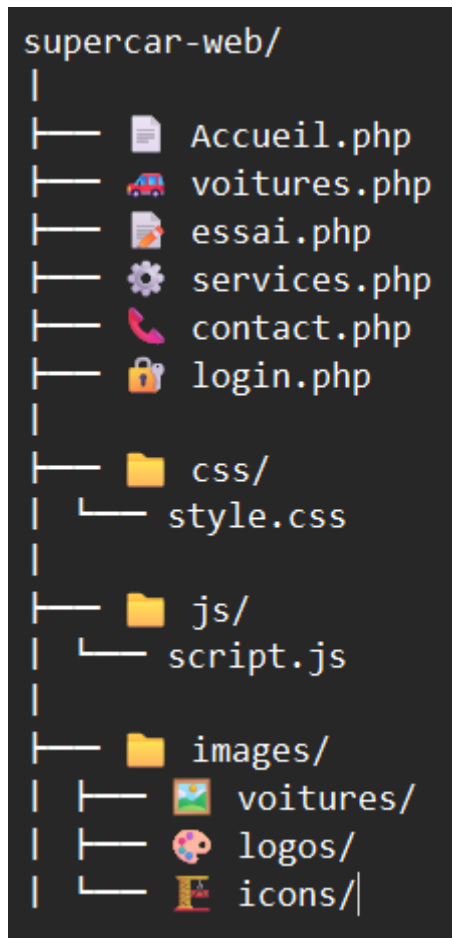 supercar-web/
|
├── 📄 Accueil.php
├── 🚗 voitures.php
├── 📝 essai.php
├── ⚙️ services.php
├── 📞 contact.php
├── 🔐 login.php
|
├── 📁 css/
| └── style.css
|
├── 📁 js/
| └── script.js
|
├── 📁 images/
| ├── 🖼️ voitures/
| ├── 🎨 logos/
| └── 🏗️ icons/